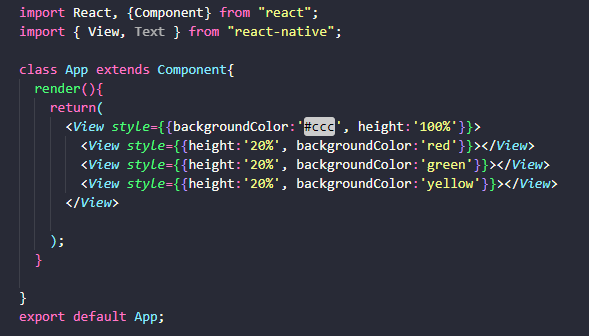 import React, {Component} from "react";
import { View, Text } from "react-native";
class App extends Component{
render(){
return(
<View style={{backgroundColor:'#ccc', height:'100%'}}>
<View style={{height:'20%', backgroundColor:'red'}}></View>
<View style={{height:'20%', backgroundColor:'green'}}></View>
<View style={{height:'20%', backgroundColor:'yellow'}}></View>
</View>
);
}
}
export default App;